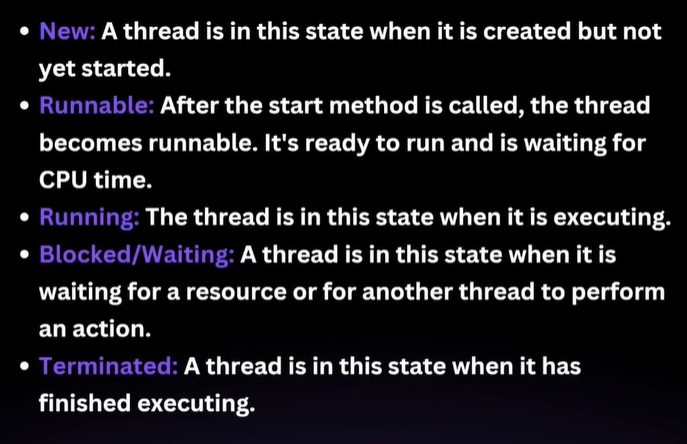 • New: A thread is in this state when it is created but not
yet started.
• Runnable: After the start method is called, the thread
becomes runnable. It's ready to run and is waiting for
CPU time.
• Running: The thread is in this state when it is executing.
• Blocked/Waiting: A thread is in this state when it is
waiting for a resource or for another thread to perform
an action.
• Terminated: A thread is in this state when it has
finished executing.